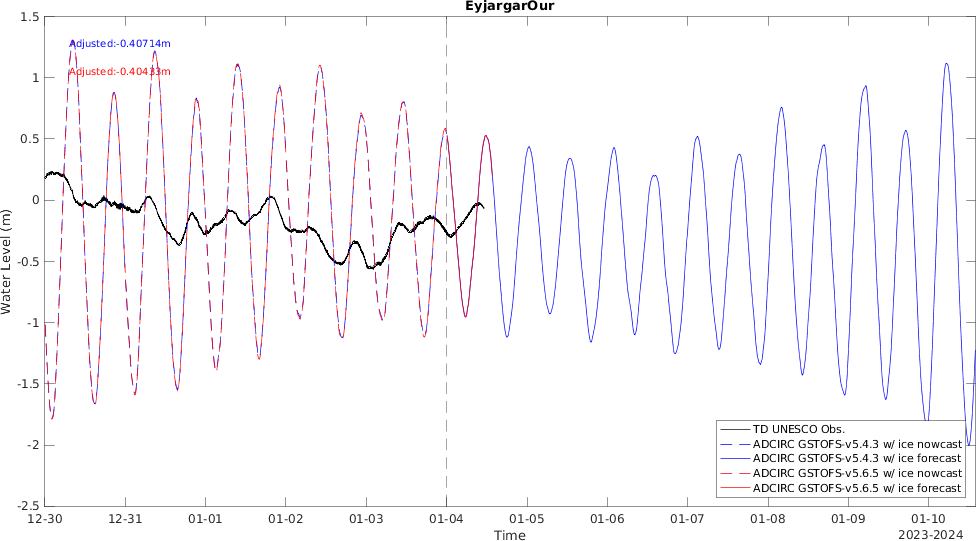 EyjargarOur
1.5
1
0.5
0
-0.5
-1
-1.5
-2
-2.5
Water Level (m)
Adjusted:-0.40714m
Adjusted:-0.40433m
TD UNESCO Obs.
ADCIRC GSTOFS-v5.4.3 w/ ice nowcast
ADCIRC GSTOFS-v5.4.3 w/ ice forecast
ADCIRC GSTOFS-v5.6.5 w/ ice nowcast
ADCIRC GSTOFS-v5.6.5 w/ ice forecast
12-30 12-31 01-01 01-02 01-03 01-04 01-05 01-06 01-07 01-08 01-09 01-10
2023-2024
Time